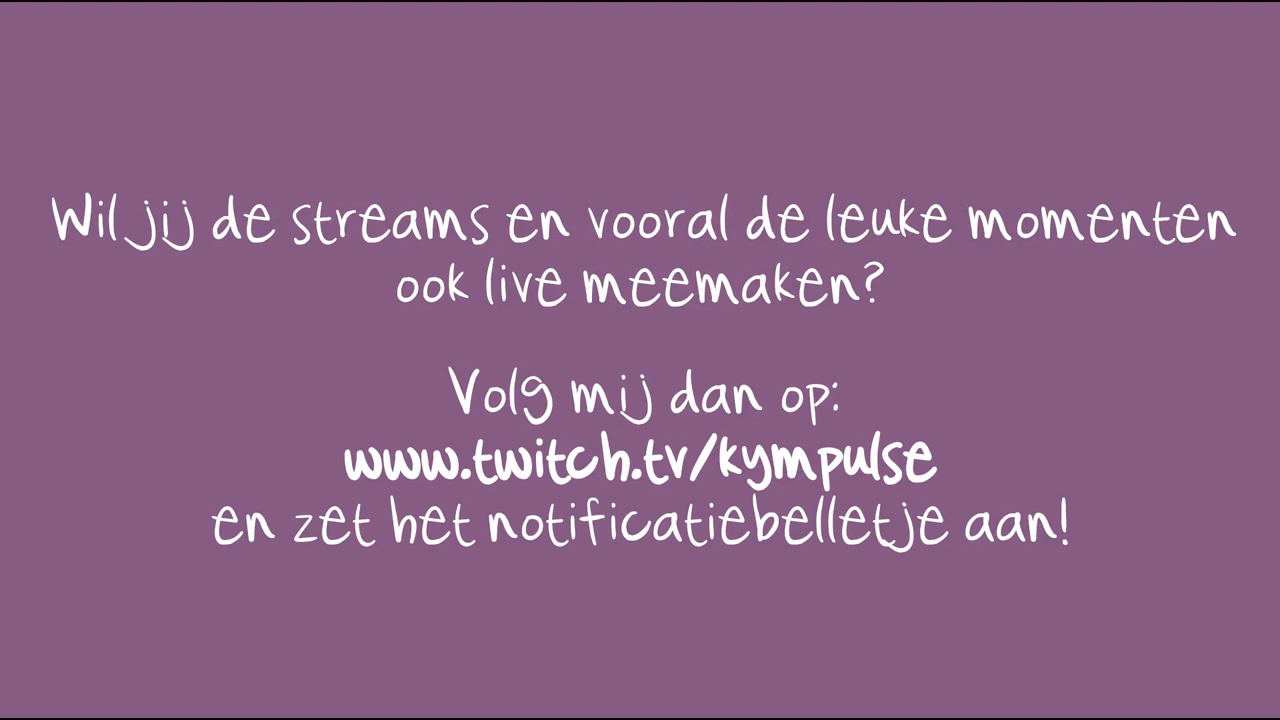 Wil jij de streams en vooral de leuke momenten
ook live meemaken?
Volg mij dan op:
www.twitch.tv/kympulse
en zet het notificatiebelletje aan!